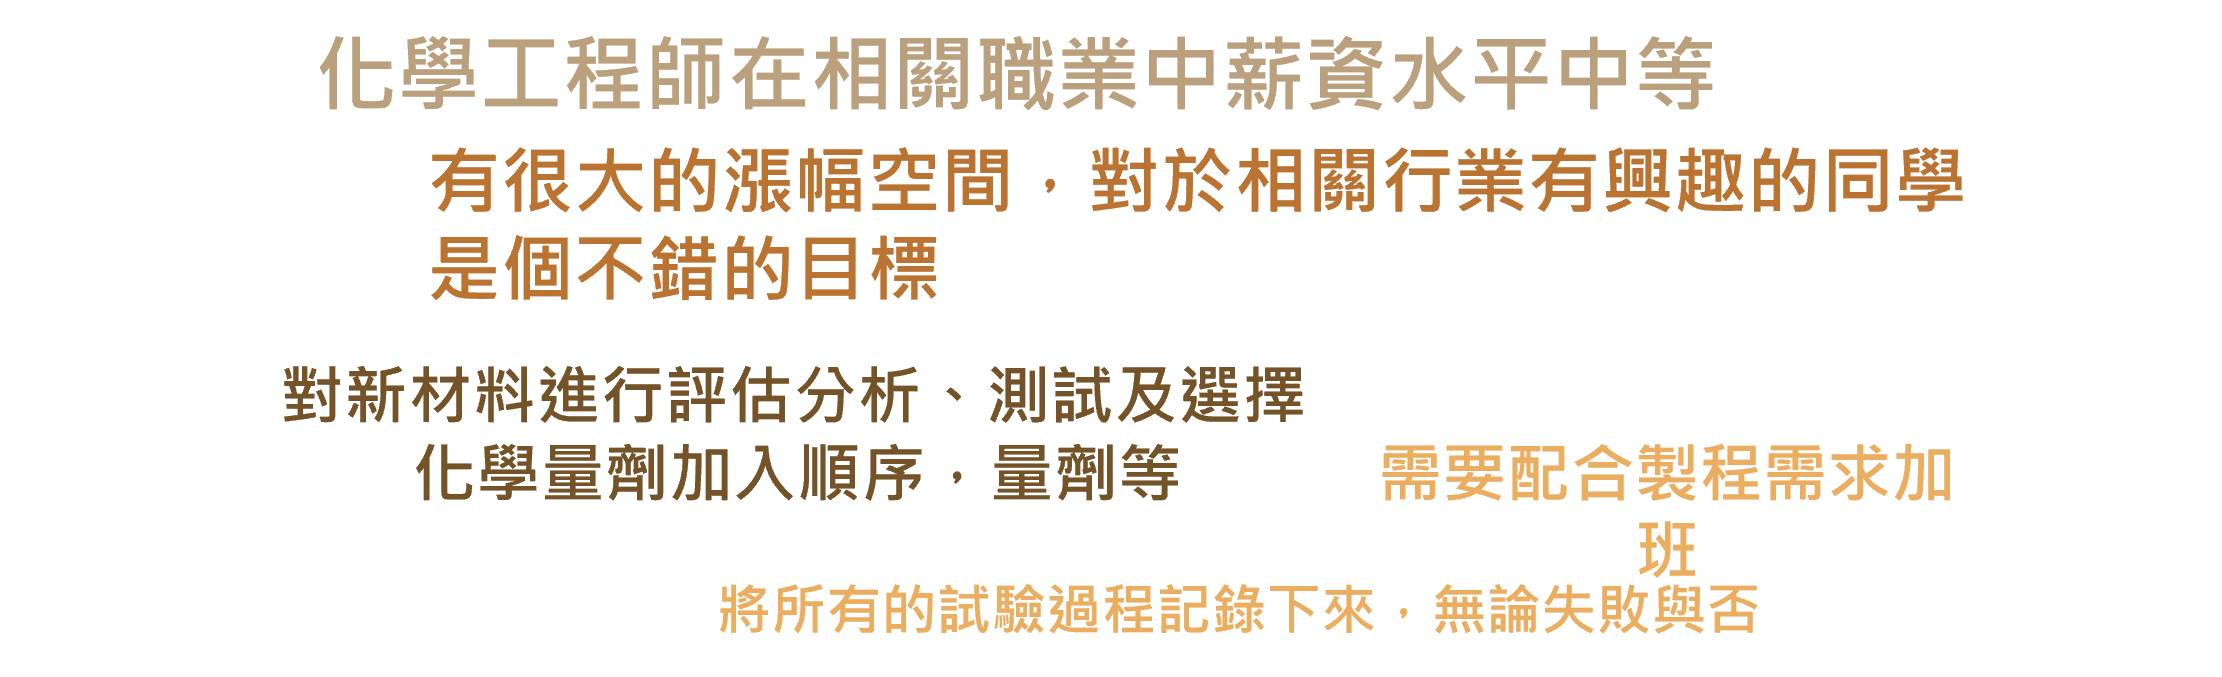 化學工程師在相關職業中薪資水平中等
有很大的漲幅空間，對於相關行業有興趣的同學
是個不錯的目標
對新材料進行評估分析、測試及選擇
化學量劑加入順序，量劑等
需要配合製程需求加
班
將所有的試驗過程記錄下來，無論失敗與否